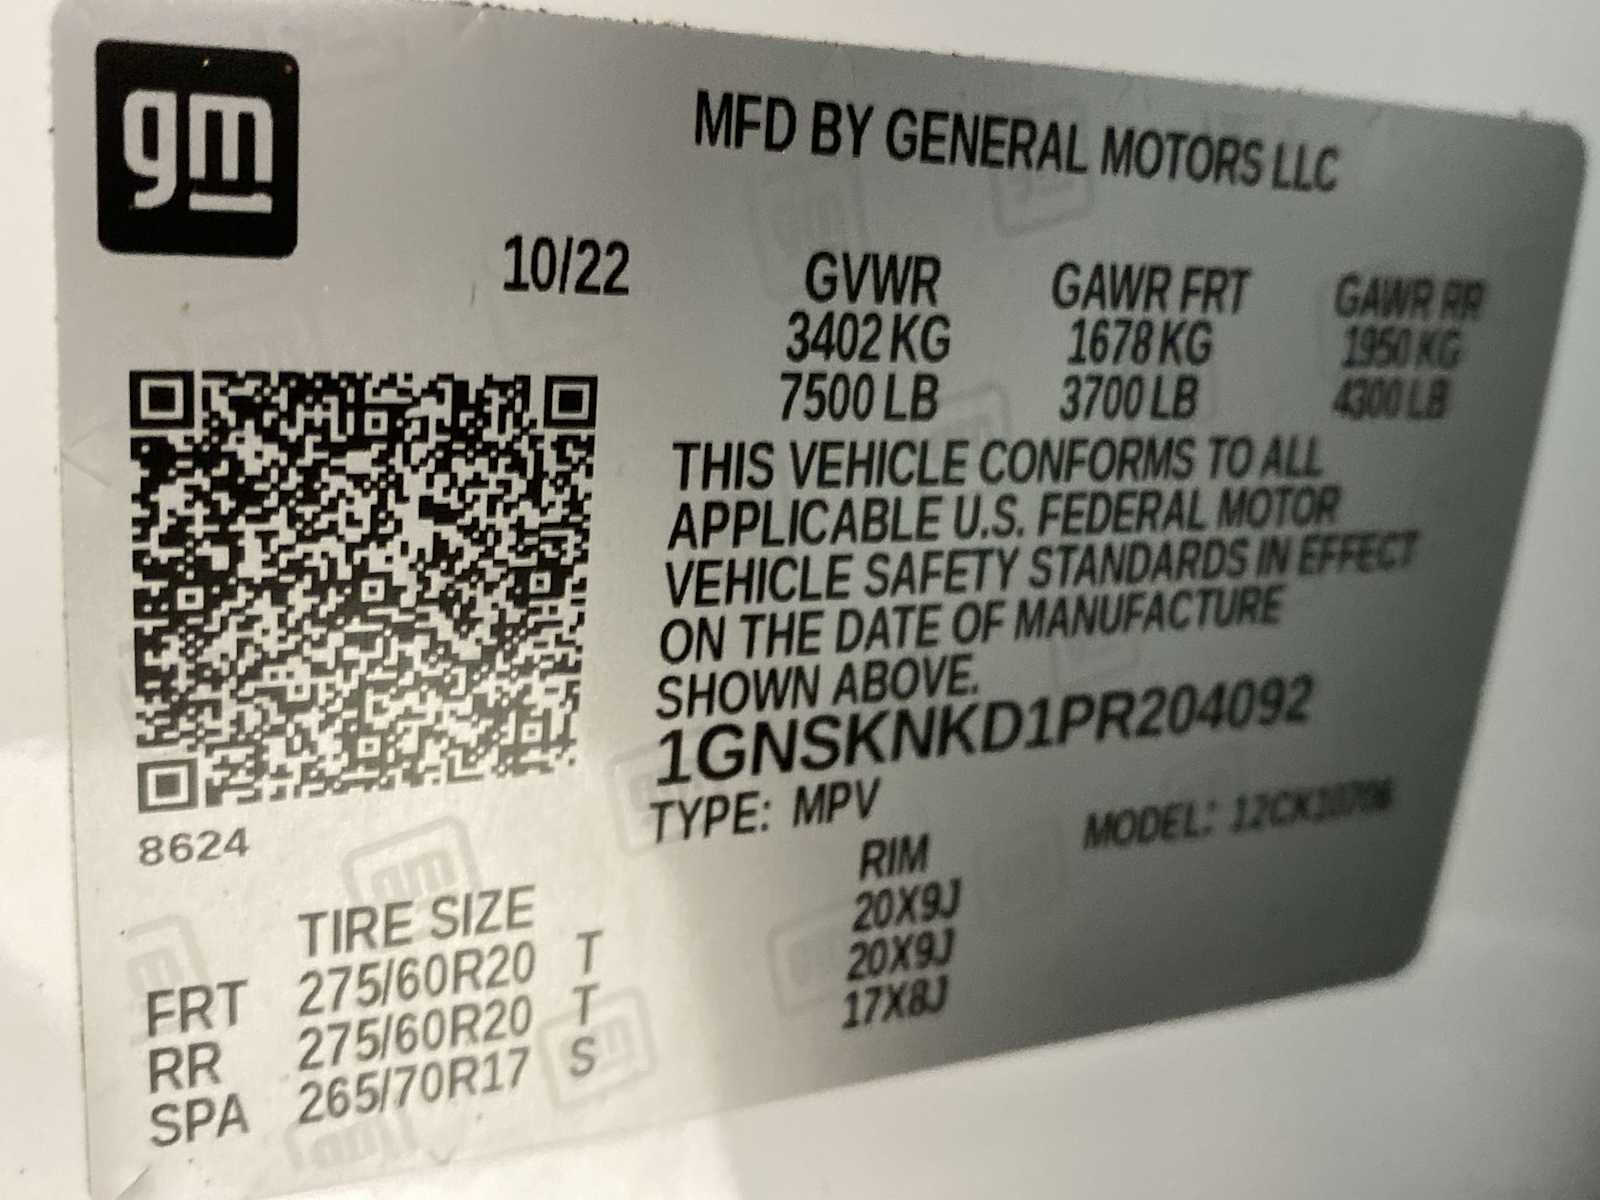 gm
MFD BY GENERAL MOTORS LLC
10/22 GVWR GAWR FRT GAWR RR
3402 KG 1678 KG 1950 KG
7500 LB 3700 LB 4300 LB
THIS VEHICLE CONFORMS TO ALL
APPLICABLE U.S. FEDERAL MOTOR
VEHICLE SAFETY STANDARDS IN EFFECT
ON THE DATE OF MANUFACTURE
SHOWN ABOVE.
1GNSKNKD1PR204092
TYPE: MPV MODEL: 12CK10706
8624
TIRE SIZE RIM
FRT 275/60R20 T 20X9J
RR 275/60R20 T 20X9J
SPA 265/70R17 S 17X8J